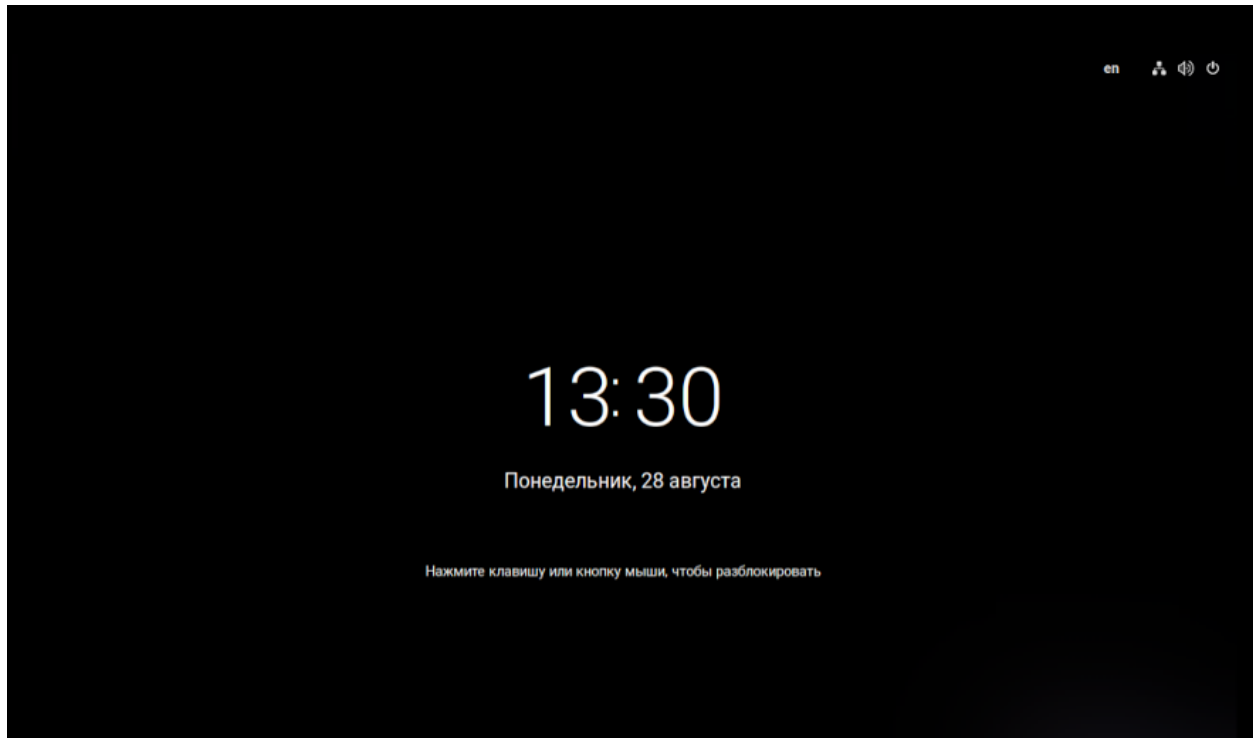 en
13:30
Понедельник, 28 августа
Нажмите клавишу или кнопку мыши, чтобы разблокировать